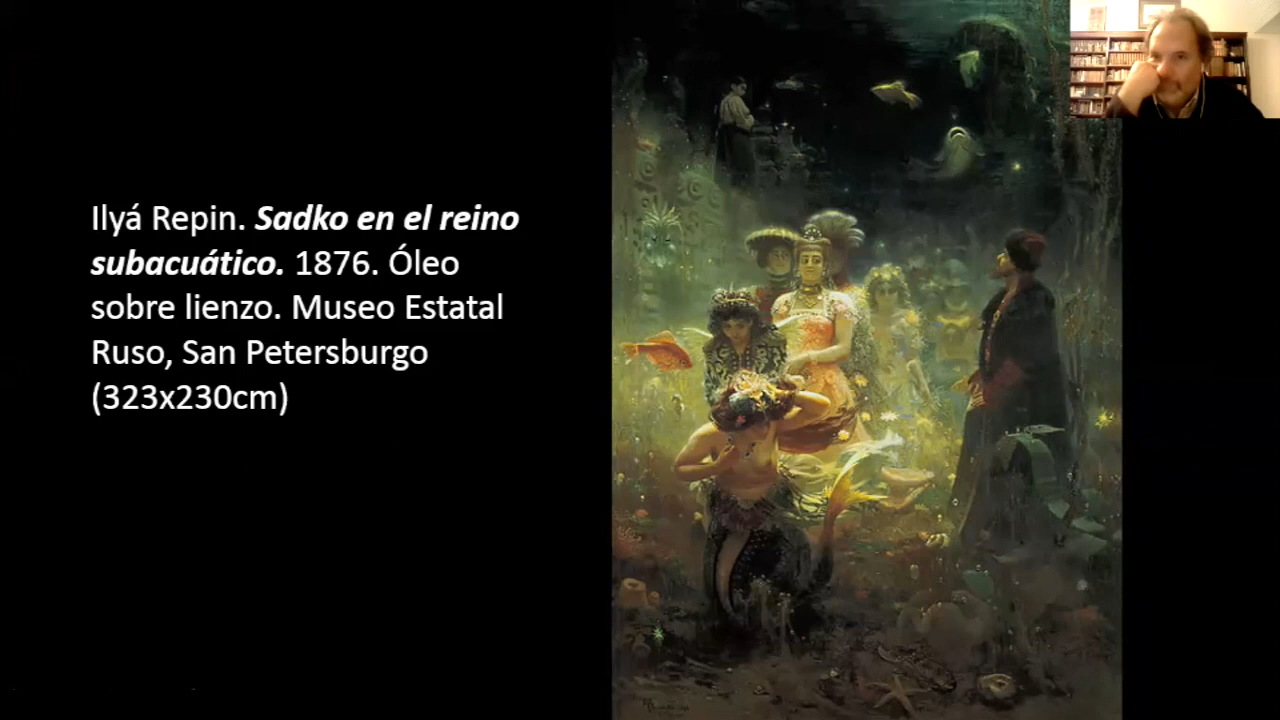 Ilyá Repin. Sadko en el reino
subacuático. 1876. Óleo
sobre lienzo. Museo Estatal
Ruso, San Petersburgo
(323x230cm)